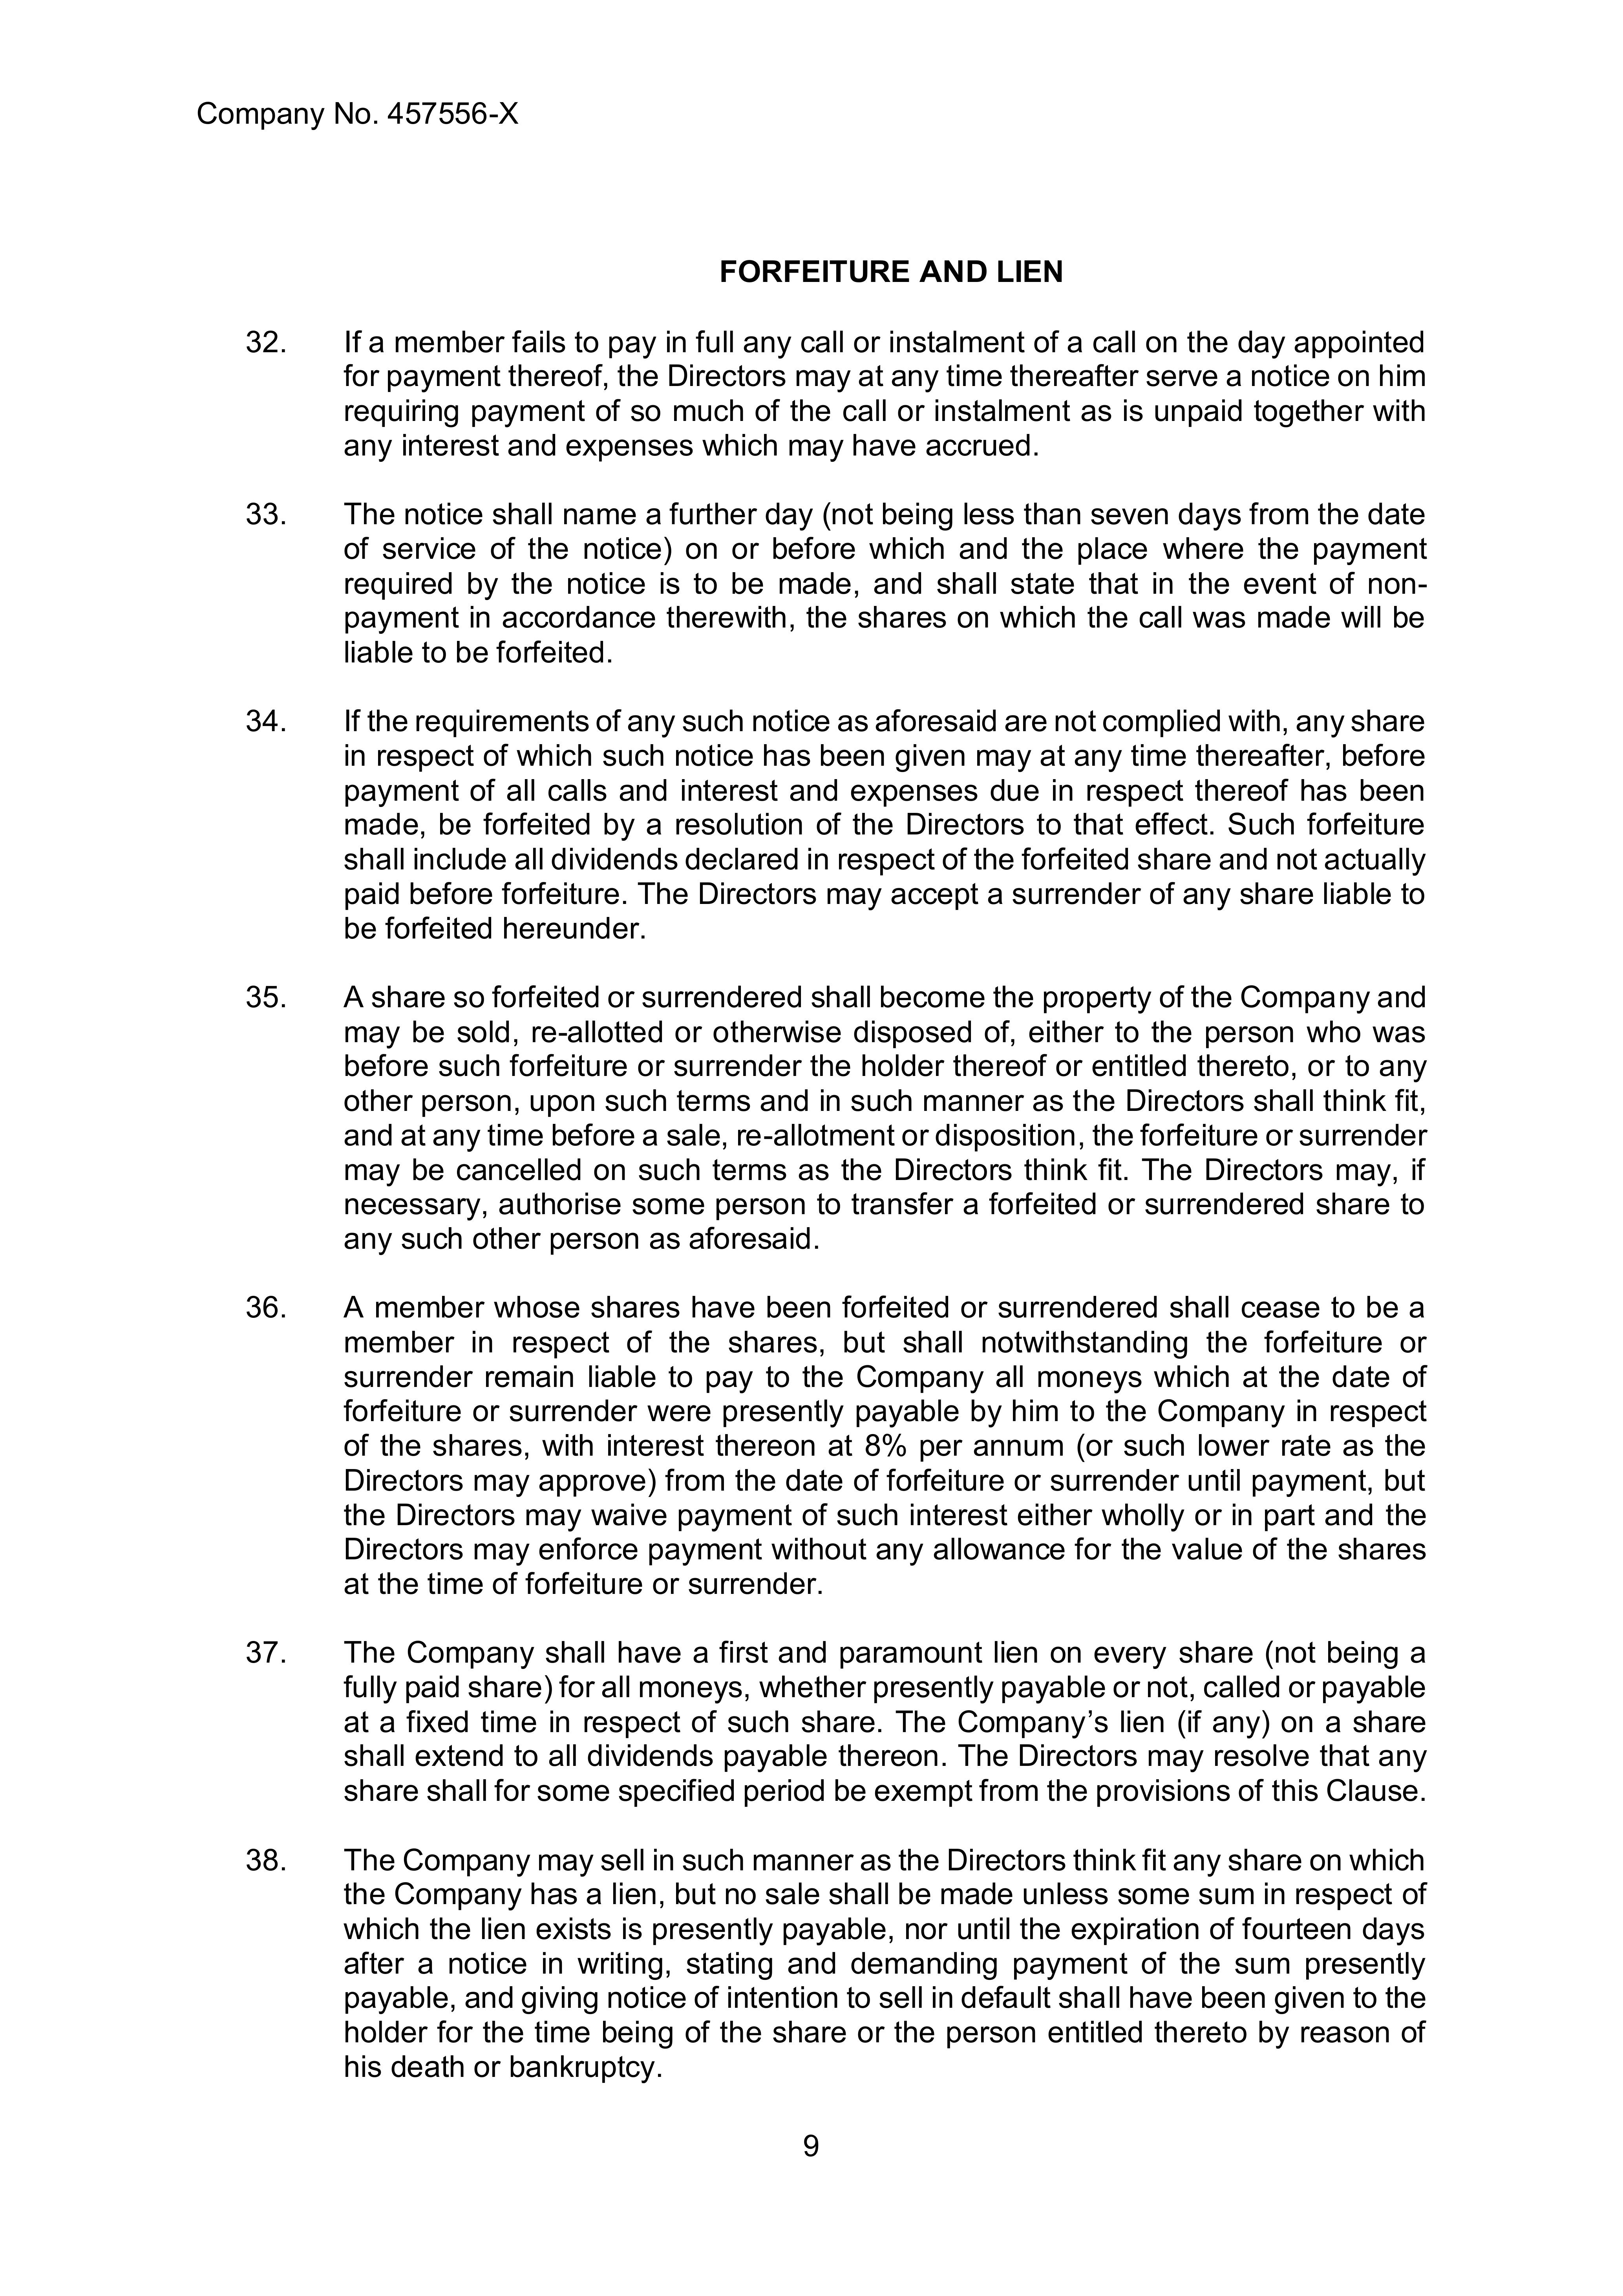 Company No. 457556-X
FORFEITURE AND LIEN
32. If a member fails to pay in full any call or instalment of a call on the day appointed
for payment thereof, the Directors may at any time thereafter serve a notice on him
requiring payment of so much of the call or instalment as is unpaid together with
any interest and expenses which may have accrued.
33. The notice shall name a further day (not being less than seven days from the date
of service of the notice) on or before which and the place where the payment
required by the notice is to be made, and shall state that in the event of non-
payment in accordance therewith, the shares on which the call was made will be
liable to be forfeited.
34. If the requirements of any such notice as aforesaid are not complied with, any share
in respect of which such notice has been given may at any time thereafter, before
payment of all calls and interest and expenses due in respect thereof has been
made, be forfeited by a resolution of the Directors to that effect. Such forfeiture
shall include all dividends declared in respect of the forfeited share and not actually
paid before forfeiture. The Directors may accept a surrender of any share liable to
be forfeited hereunder.
35. A share so forfeited or surrendered shall become the property of the Company and
may be sold, re-allotted or otherwise disposed of, either to the person who was
before such forfeiture or surrender the holder thereof or entitled thereto, or to any
other person, upon such terms and in such manner as the Directors shall think fit,
and at any time before a sale, re-allotment or disposition, the forfeiture or surrender
may be cancelled on such terms as the Directors think fit. The Directors may, if
necessary, authorise some person to transfer a forfeited or surrendered share to
any such other person as aforesaid.
36. A member whose shares have been forfeited or surrendered shall cease to be a
member in respect of the shares, but shall notwithstanding the forfeiture or
surrender remain liable to pay to the Company all moneys which at the date of
forfeiture or surrender were presently payable by him to the Company in respect
of the shares, with interest thereon at 8% per annum (or such lower rate as the
Directors may approve) from the date of forfeiture or surrender until payment, but
the Directors may waive payment of such interest either wholly or in part and the
Directors may enforce payment without any allowance for the value of the shares
at the time of forfeiture or surrender.
37. The Company shall have a first and paramount lien on every share (not being a
fully paid share) for all moneys, whether presently payable or not, called or payable
at a fixed time in respect of such share. The Company’s lien (if any) on a share
shall extend to all dividends payable thereon. The Directors may resolve that any
share shall for some specified period be exempt from the provisions of this Clause.
38. The Company may sell in such manner as the Directors think fit any share on which
the Company has a lien, but no sale shall be made unless some sum in respect of
which the lien exists is presently payable, nor until the expiration of fourteen days
after a notice in writing, stating and demanding payment of the sum presently
payable, and giving notice of intention to sell in default shall have been given to the
holder for the time being of the share or the person entitled thereto by reason of
his death or bankruptcy.
9